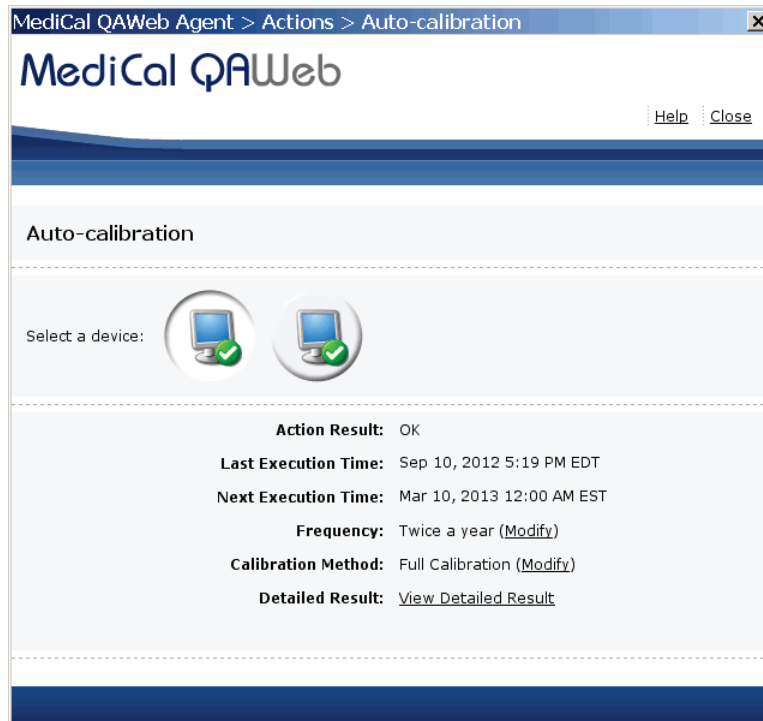 MediCal QAWeb Agent > Actions > Auto-calibration
MediCal QAWeb
Help Close
Auto-calibration
Select a device:
Action Result: OK
Last Execution Time: Sep 10, 2012 5:19 PM EDT
Next Execution Time: Mar 10, 2013 12:00 AM EST
Frequency: Twice a year (Modify)
Calibration Method: Full Calibration (Modify)
Detailed Result: View Detailed Result